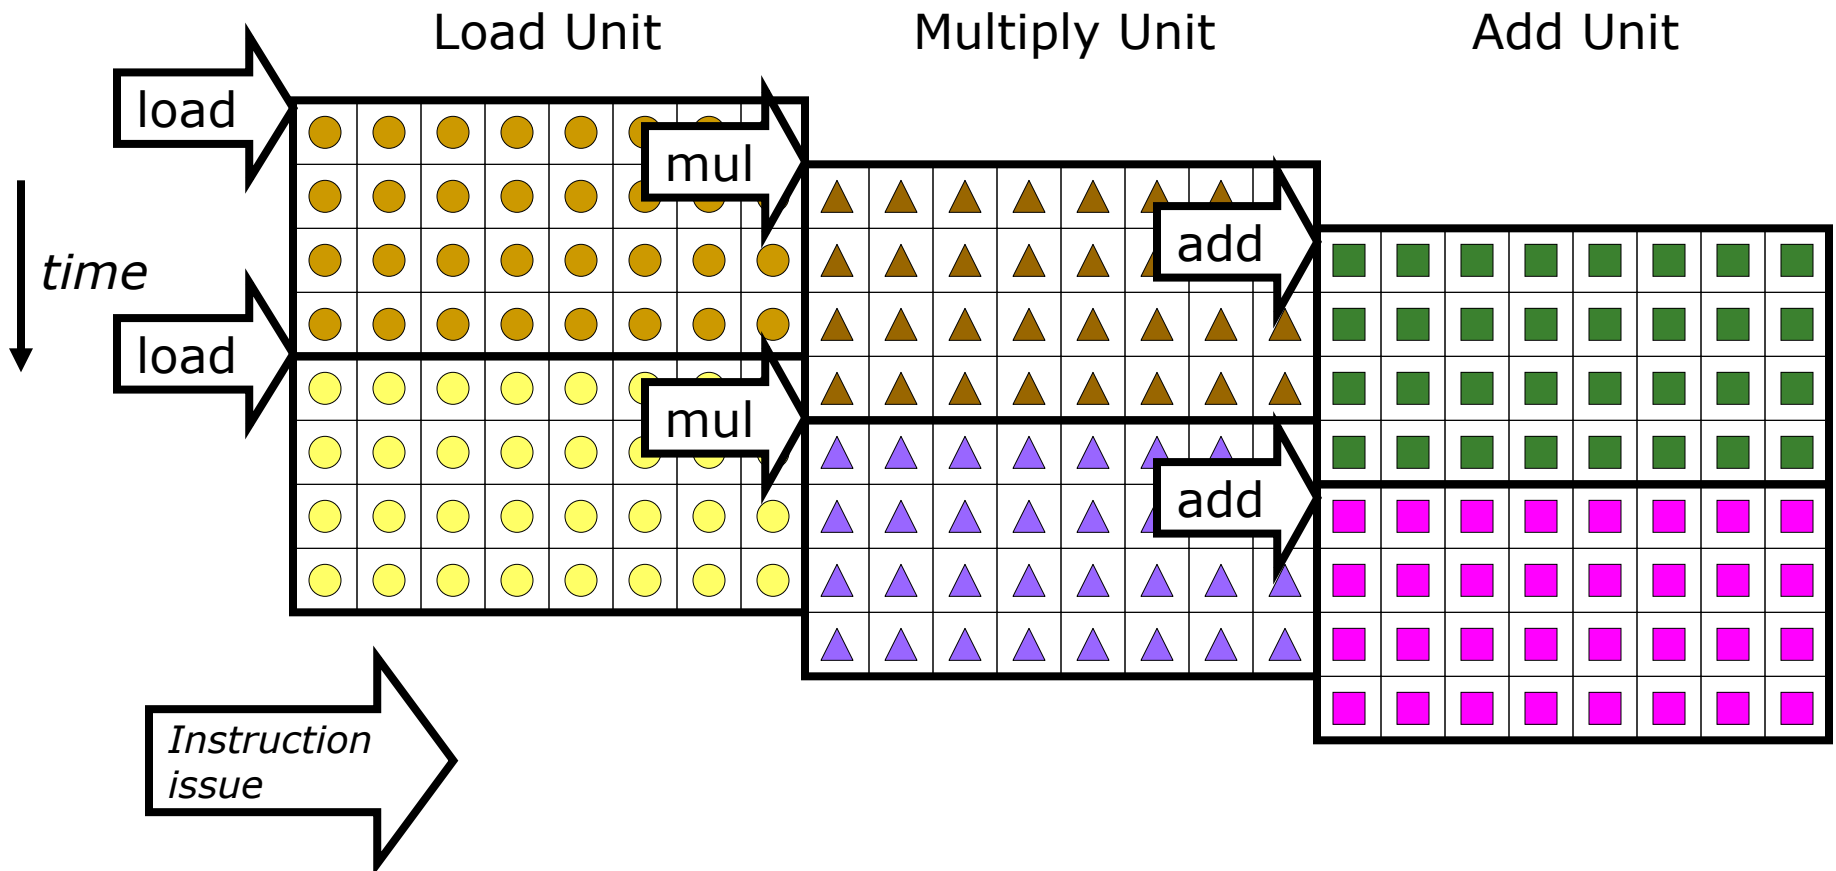 Load Unit
Multiply Unit
Add Unit
load
mul
add
time
load
mul
add
Instruction
issue